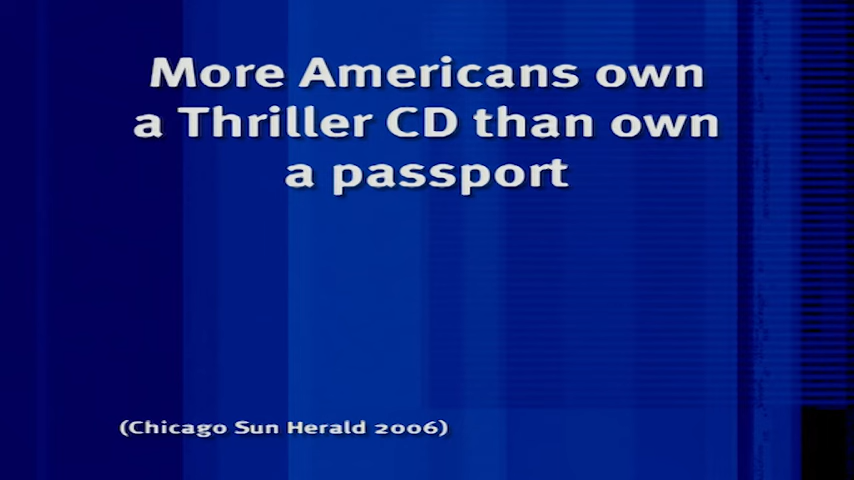 More Americans own
a Thriller CD than own
a passport
(Chicago Sun Herald 2006)